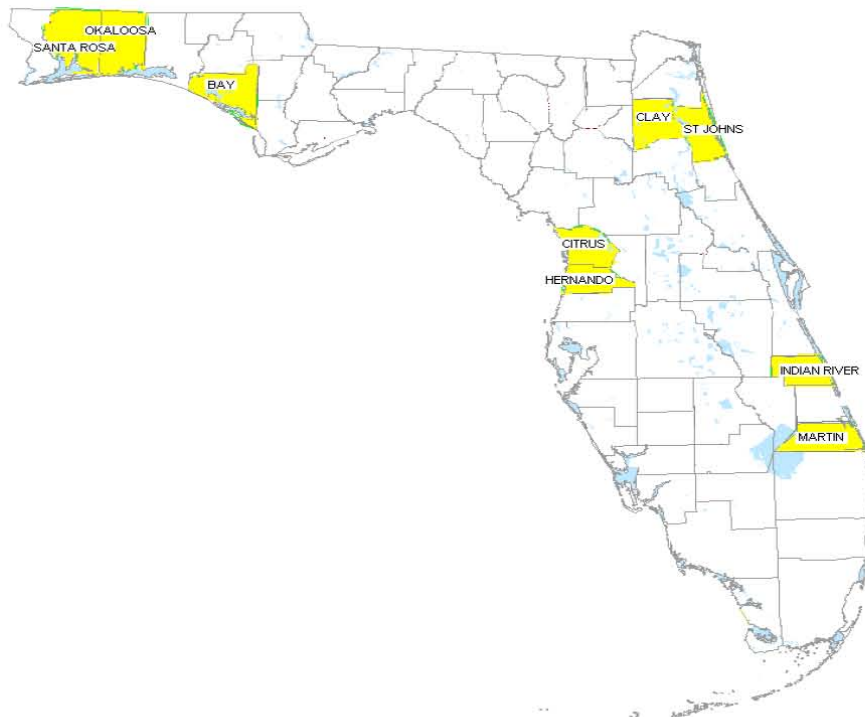 OKALOOSA
SANTA ROSA
BAY
CLAY
ST JOHNS
CITRUS
HERNANDO
INDIAN RIVER
MARTIN